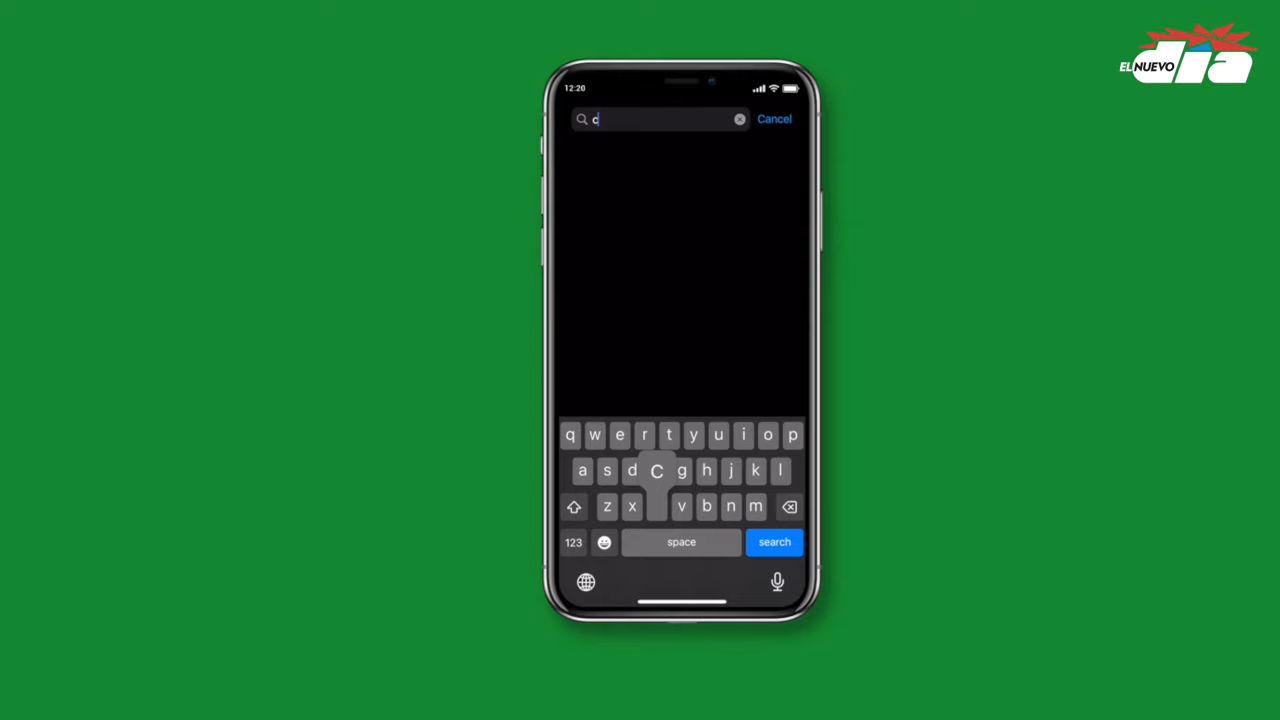 EL NUEVO
día
12:20
c
Cancel
q w e r t y u i o p
a s d C g h j k l
z x v b n m
123 space search